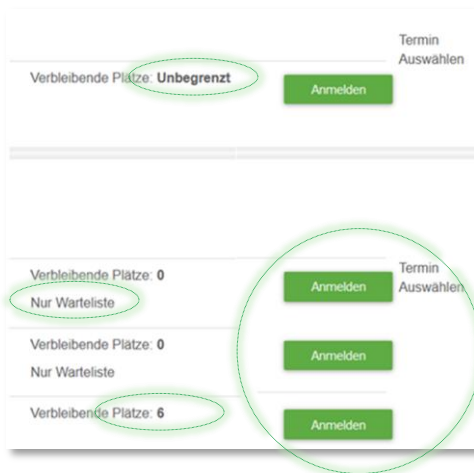 Termin
Auswählen
Verbleibende Plätze: Unbegrenzt
Anmelden
Verbleibende Plätze: 0
Anmelden
Termin
Auswählen
Nur Warteliste
Verbleibende Plätze: 0
Anmelden
Nur Warteliste
Verbleibende Plätze: 6
Anmelden